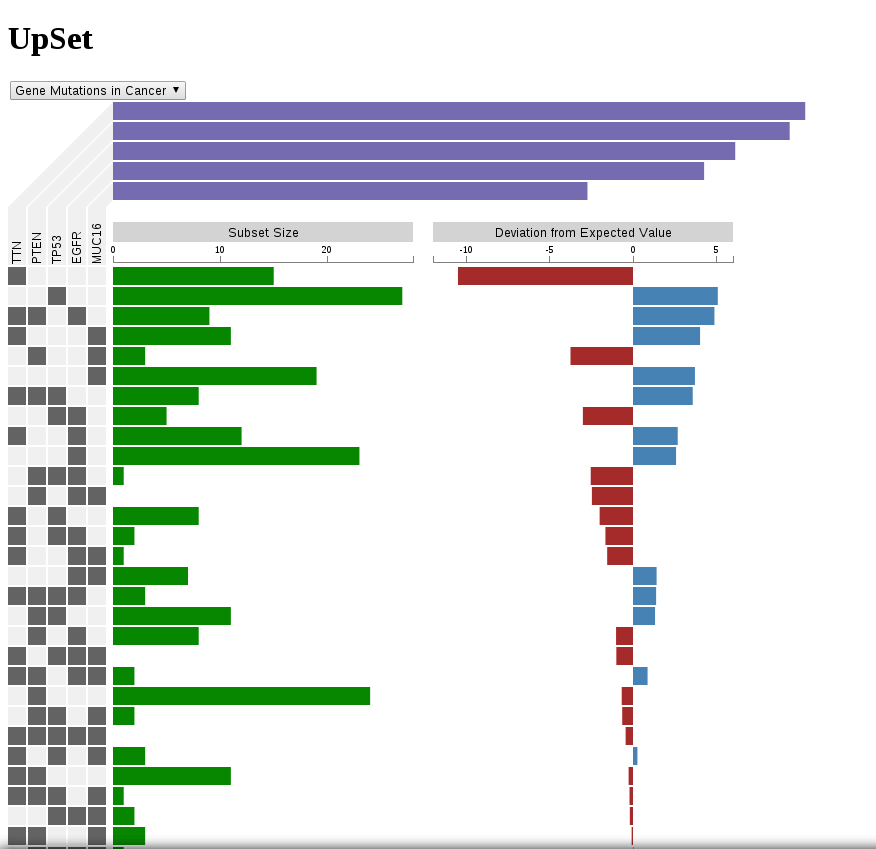 UpSet
Gene Mutations in Cancer ▼
TTN
PTEN
TP53
EGFR
MUC16
Subset Size
0 10 20
Deviation from Expected Value
-10 -5 0 5